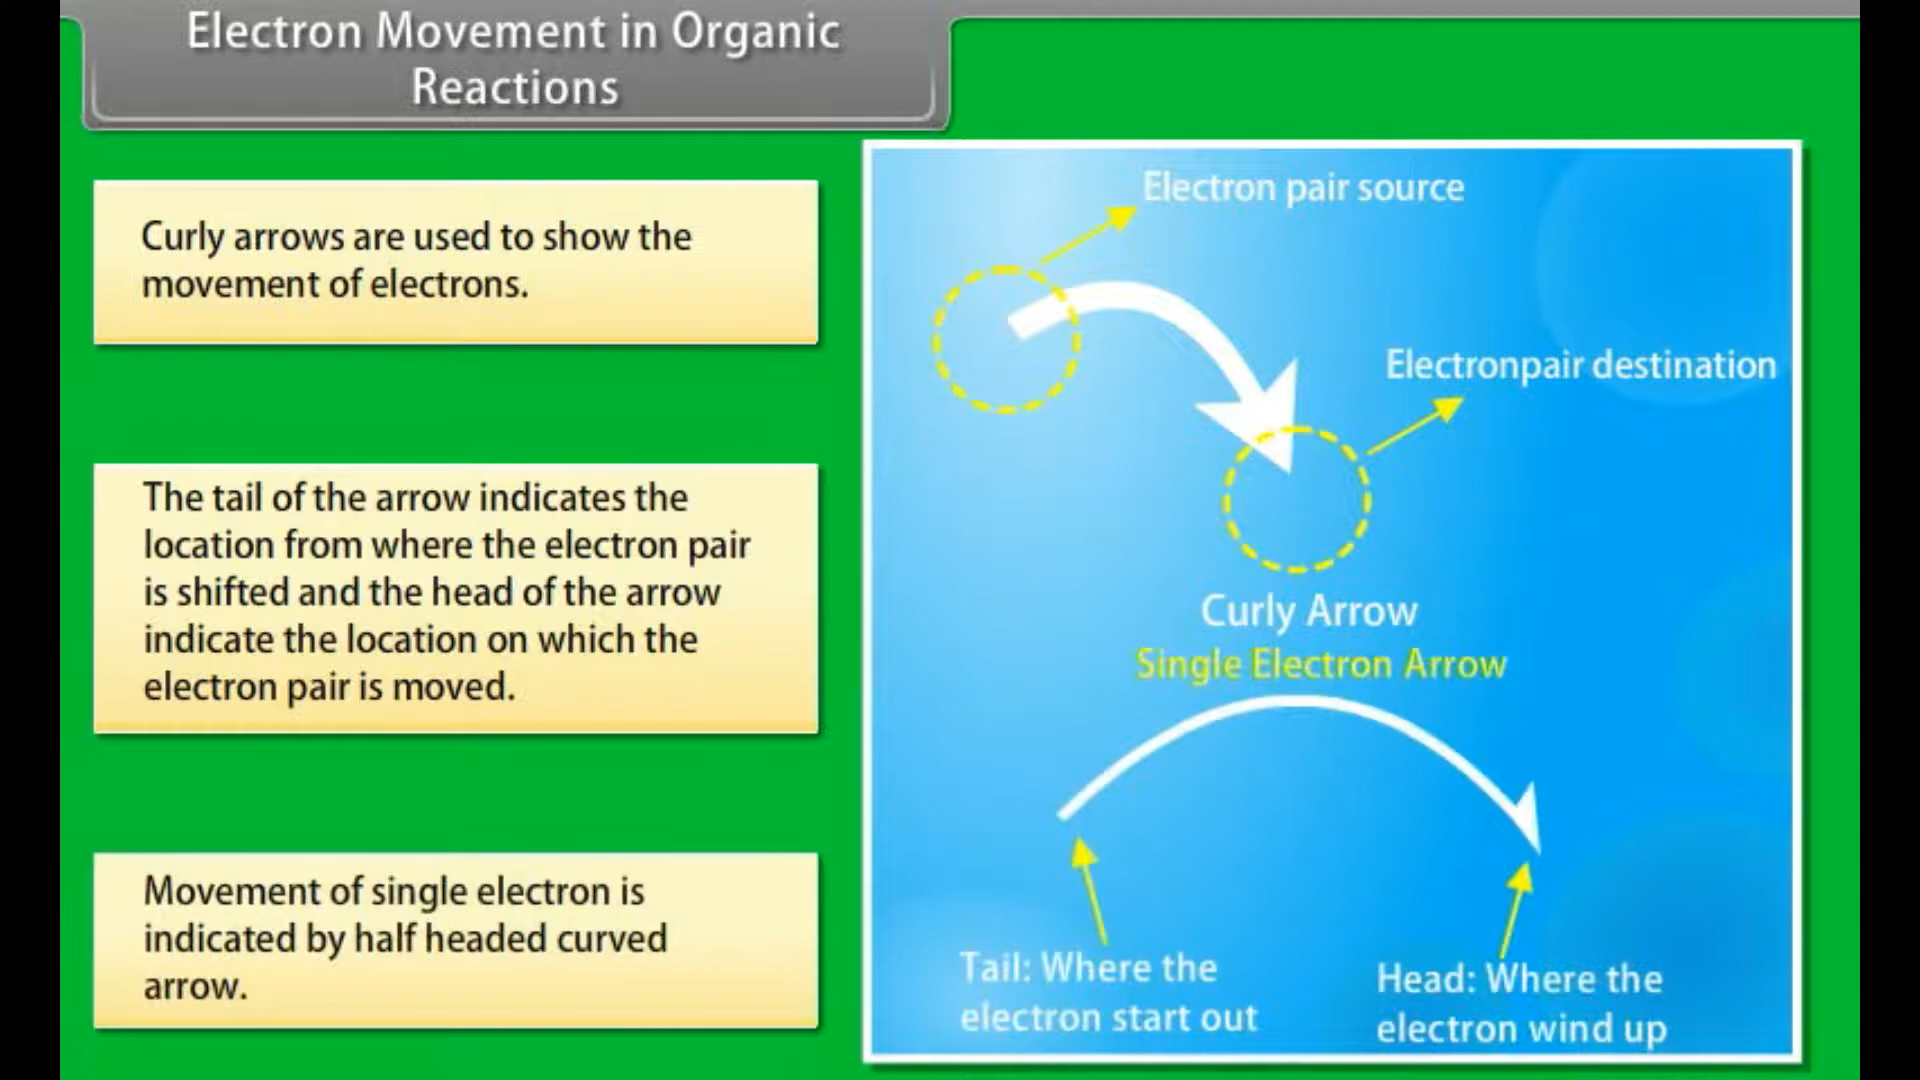 Electron Movement in Organic
Reactions
Curly arrows are used to show the
movement of electrons.
The tail of the arrow indicates the
location from where the electron pair
is shifted and the head of the arrow
indicate the location on which the
electron pair is moved.
Movement of single electron is
indicated by half headed curved
arrow.
Electron pair source
Electronpair destination
Curly Arrow
Single Electron Arrow
Tail: Where the
electron start out
Head: Where the
electron wind up